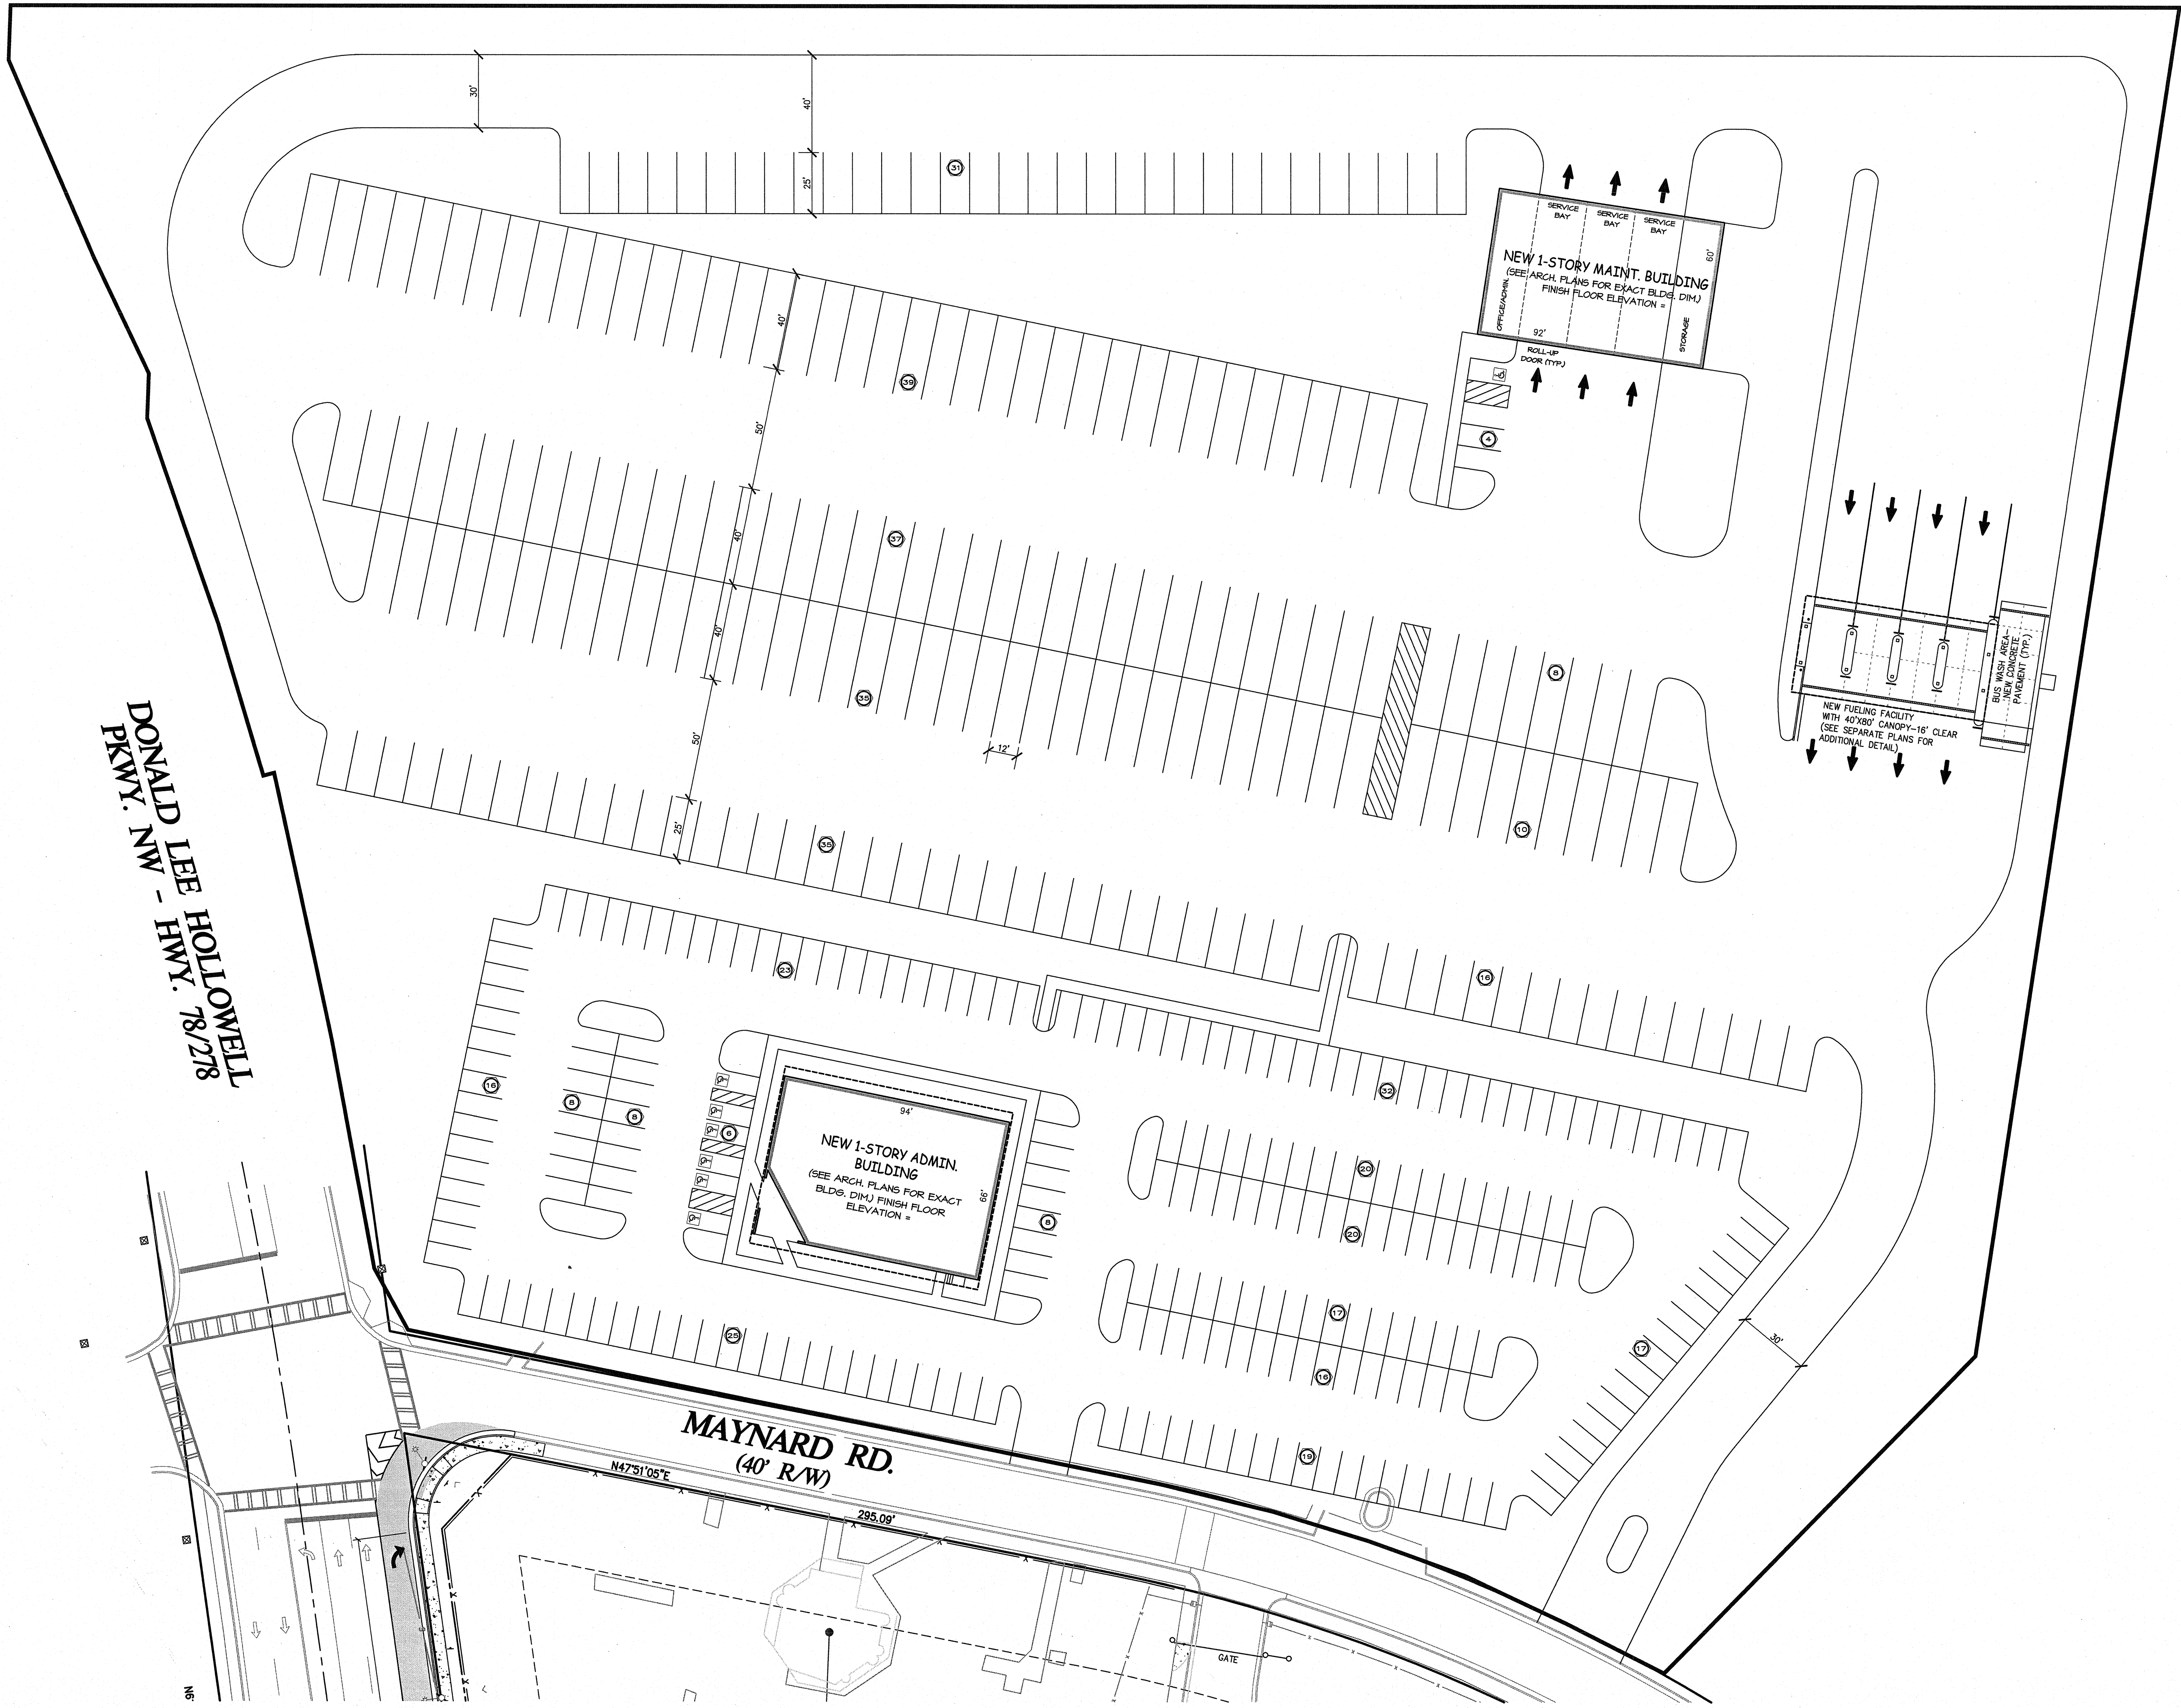 30'
40'
25'
31
SERVICE
BAY
SERVICE
BAY
SERVICE
BAY
60'
NEW 1-STORY MAINT. BUILDING
(SEE ARCH. PLANS FOR EXACT BLDG. DIM.)
FINISH FLOOR ELEVATION =
OFFICE/ADMIN.
STORAGE
92'
ROLL-UP
DOOR (TYP.)
4
40'
39
50'
37
40'
40'
35
50'
12'
8
10
25'
35
16
BUS WASH AREA-
NEW CONCRETE
PAVEMENT (TYP.)
NEW FUELING FACILITY
WITH 40'X80' CANOPY-16' CLEAR
(SEE SEPARATE PLANS FOR
ADDITIONAL DETAIL)
DONALD LEE HOLLOWELL
PKWY. NW - HWY. 78/278
23
16
8
8
6
94'
NEW 1-STORY ADMIN.
BUILDING
(SEE ARCH. PLANS FOR EXACT
BLDG. DIM.) FINISH FLOOR
ELEVATION =
66'
8
32
20
20
17
16
17
30'
25
19
MAYNARD RD.
(40' R/W)
N47°51'05"E
295.09'
GATE